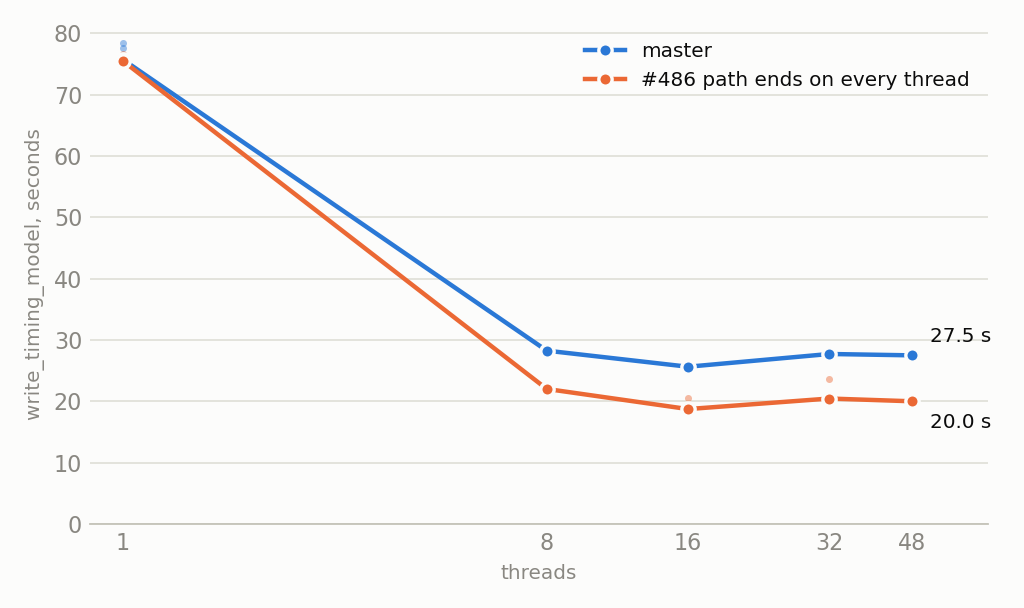 80
70
60
50
40
30
20
10
0
write_timing_model, seconds
master
#486 path ends on every thread
27.5 s
20.0 s
1 8 16 32 48
threads